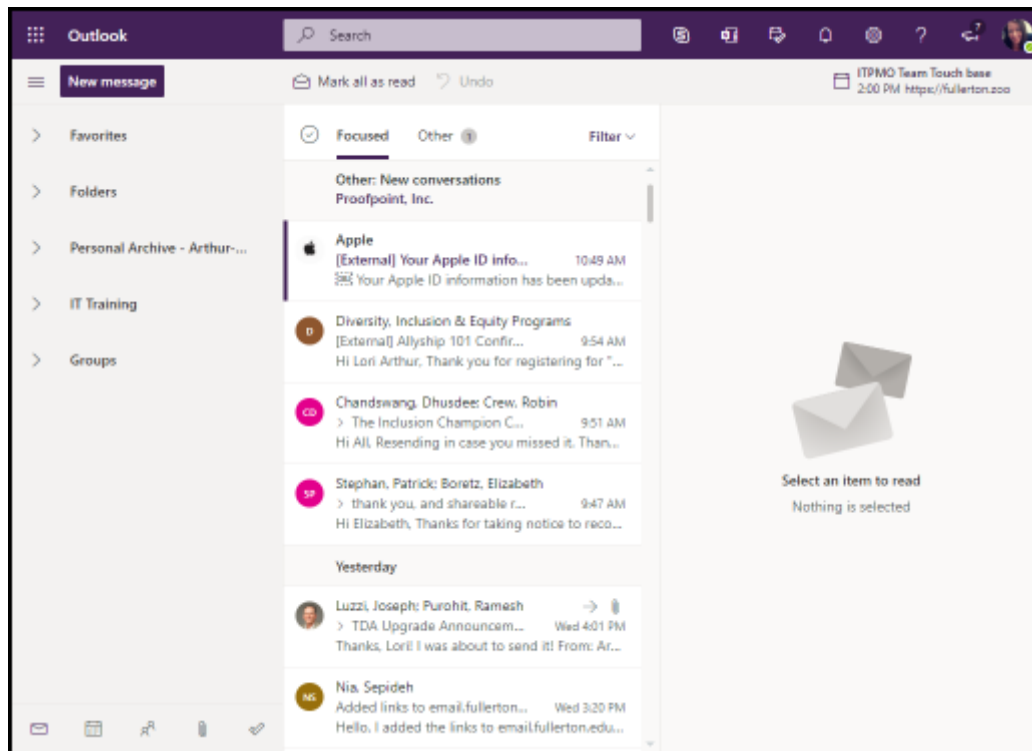 Outlook
Search
7
New message
Mark all as read
Undo
ITPMO Team Touch base
2:00 PM https://fullerton.zoo
Favorites
Folders
Personal Archive - Arthur-...
IT Training
Groups
Focused
Other 1
Filter
Other: New conversations
Proofpoint, Inc.
Apple
[External] Your Apple ID info... 10:49 AM
Your Apple ID information has been upda...
D
Diversity, Inclusion & Equity Programs
[External] Allyship 101 Confir... 9:54 AM
Hi Lori Arthur, Thank you for registering for "...
CD
Chandswang, Dhusdee; Crew, Robin
> The Inclusion Champion C... 9:51 AM
Hi All, Resending in case you missed it. Than...
SP
Stephan, Patrick; Boretz, Elizabeth
> thank you, and shareable r... 9:47 AM
Hi Elizabeth, Thanks for taking notice to reco...
Yesterday
Luzzi, Joseph; Purohit, Ramesh
> TDA Upgrade Announcem... Wed 4:01 PM
Thanks, Lori! I was about to send it! From: Ar...
NS
Nia, Sepideh
Added links to email.fullerton... Wed 3:20 PM
Hello, I added the links to email.fullerton.edu...
Select an item to read
Nothing is selected